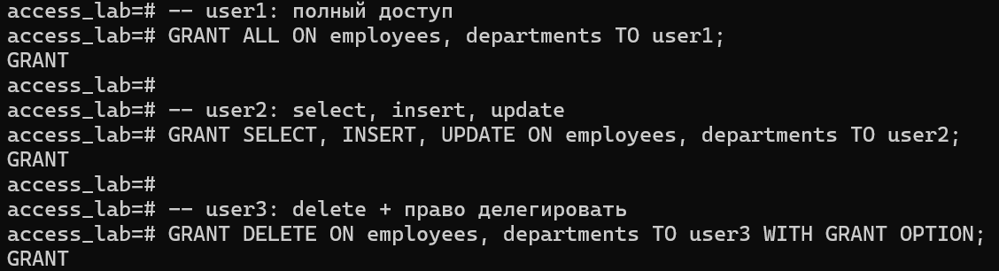 access_lab=# -- user1: полный доступ
access_lab=# GRANT ALL ON employees, departments TO user1;
GRANT
access_lab=#
access_lab=# -- user2: select, insert, update
access_lab=# GRANT SELECT, INSERT, UPDATE ON employees, departments TO user2;
GRANT
access_lab=#
access_lab=# -- user3: delete + право делегировать
access_lab=# GRANT DELETE ON employees, departments TO user3 WITH GRANT OPTION;
GRANT